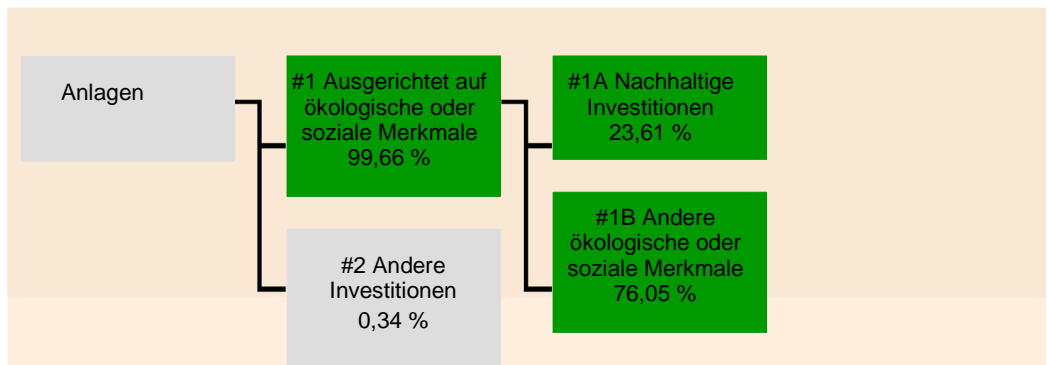 Anlagen
#1 Ausgerichtet auf
ökologische oder
soziale Merkmale
99,66 %
#1A Nachhaltige
Investitionen
23,61 %
#2 Andere
Investitionen
0,34 %
#1B Andere
ökologische oder
soziale Merkmale
76,05 %